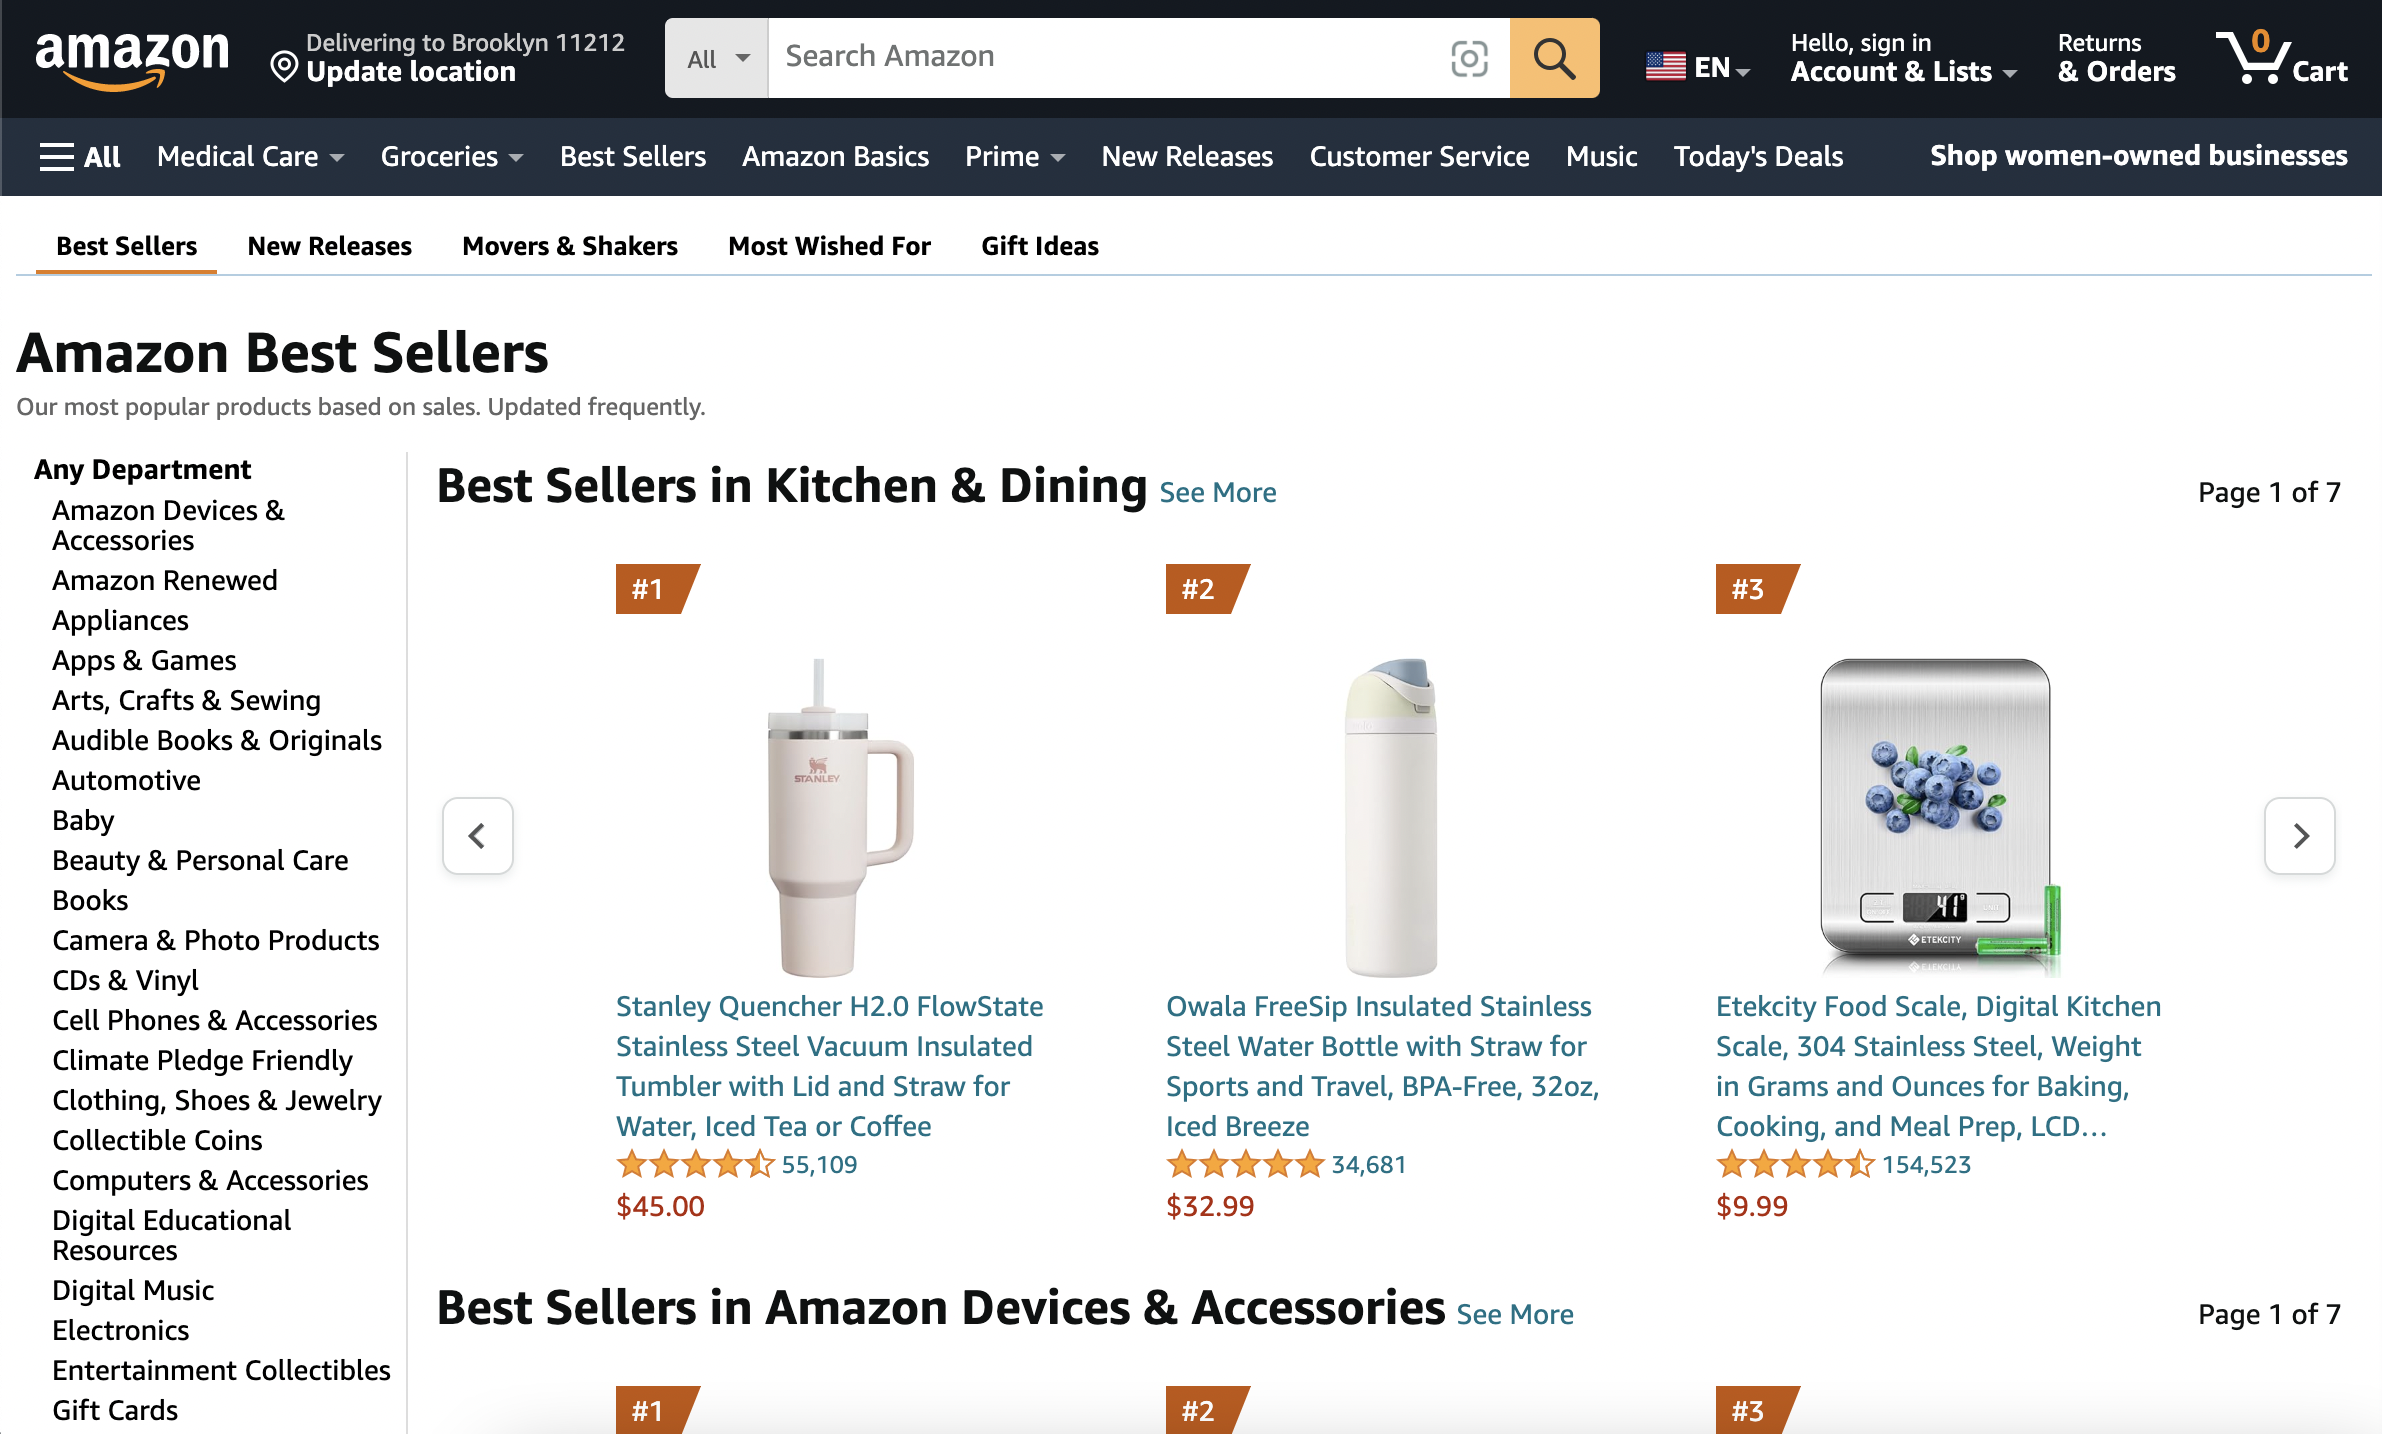 amazon
Delivering to Brooklyn 11212
Update location
All
Search Amazon
EN
Hello, sign in
Account & Lists
Returns
& Orders
0
Cart
All
Medical Care
Groceries
Best Sellers
Amazon Basics
Prime
New Releases
Customer Service
Music
Today's Deals
Shop women-owned businesses
Best Sellers
New Releases
Movers & Shakers
Most Wished For
Gift Ideas
Amazon Best Sellers
Our most popular products based on sales. Updated frequently.
Any Department
Amazon Devices &
Accessories
Amazon Renewed
Appliances
Apps & Games
Arts, Crafts & Sewing
Audible Books & Originals
Automotive
Baby
Beauty & Personal Care
Books
Camera & Photo Products
CDs & Vinyl
Cell Phones & Accessories
Climate Pledge Friendly
Clothing, Shoes & Jewelry
Collectible Coins
Computers & Accessories
Digital Educational
Resources
Digital Music
Electronics
Entertainment Collectibles
Gift Cards
Best Sellers in Kitchen & Dining See More
Page 1 of 7
#1
STANLEY
Stanley Quencher H2.0 FlowState
Stainless Steel Vacuum Insulated
Tumbler with Lid and Straw for
Water, Iced Tea or Coffee
55,109
$45.00
#2
Owala FreeSip Insulated Stainless
Steel Water Bottle with Straw for
Sports and Travel, BPA-Free, 32oz,
Iced Breeze
34,681
$32.99
#3
41
ETEKCITY
Etekcity Food Scale, Digital Kitchen
Scale, 304 Stainless Steel, Weight
in Grams and Ounces for Baking,
Cooking, and Meal Prep, LCD...
154,523
$9.99
Best Sellers in Amazon Devices & Accessories See More
Page 1 of 7
#1
#2
#3